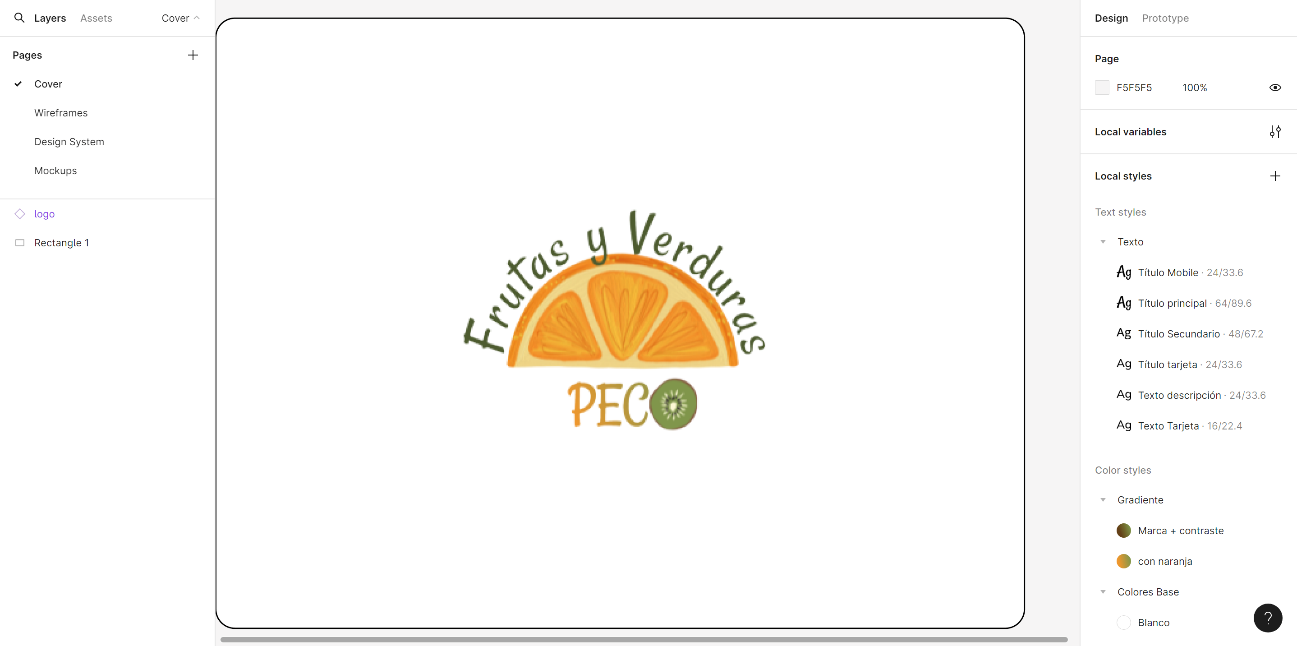 Layers Assets Cover
Pages
Cover
Wireframes
Design System
Mockups
logo
Rectangle 1
Frutas y Verduras
PECO
Design Prototype
Page
F5F5F5 100%
Local variables
Local styles
Text styles
Texto
Ag Título Mobile · 24/33.6
Ag Título principal · 64/89.6
Ag Título Secundario · 48/67.2
Ag Título tarjeta · 24/33.6
Ag Texto descripción · 24/33.6
Ag Texto Tarjeta · 16/22.4
Color styles
Gradiente
Marca + contraste
con naranja
Colores Base
Blanco
?